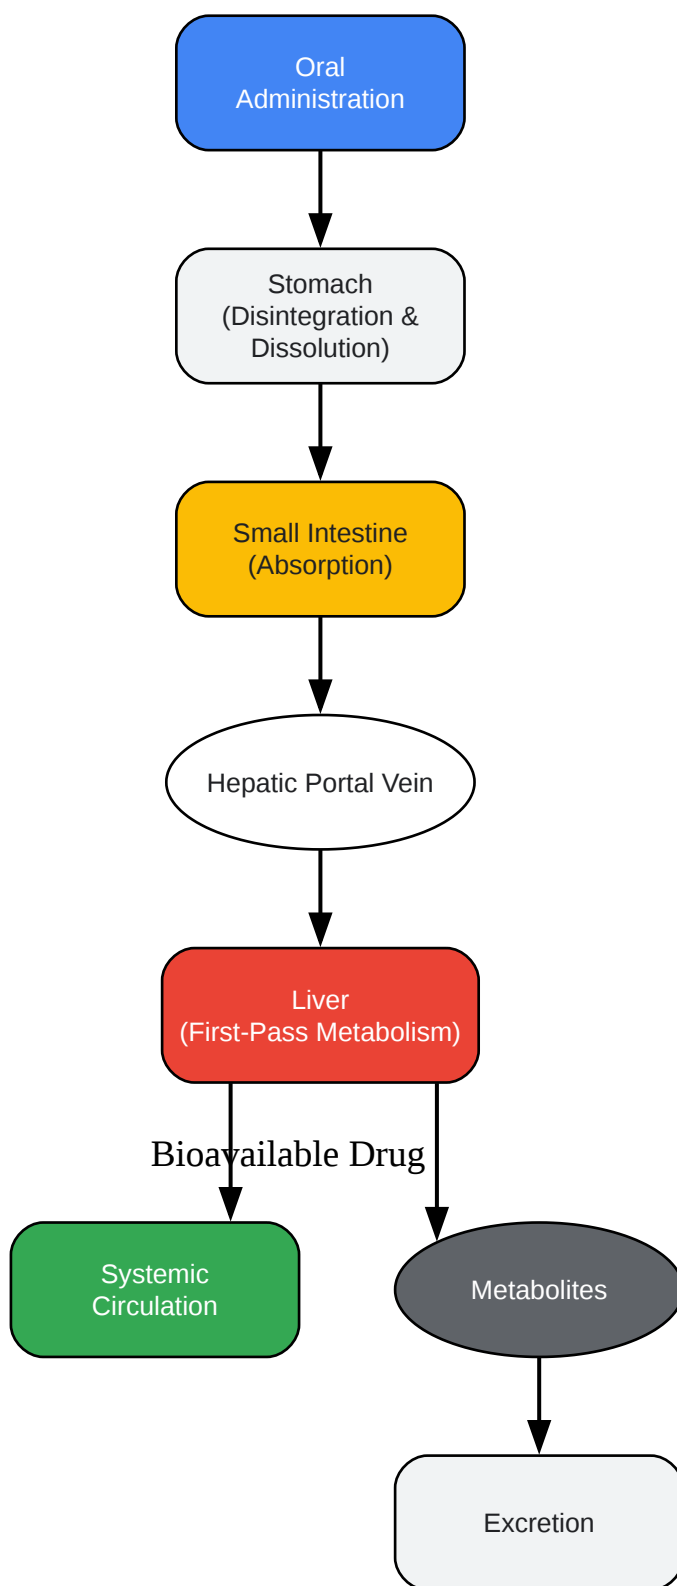 Oral
Administration
Stomach
(Disintegration &
Dissolution)
Small Intestine
(Absorption)
Hepatic Portal Vein
Liver
(First-Pass Metabolism)
Bioavailable Drug
Systemic
Circulation
Metabolites
Excretion